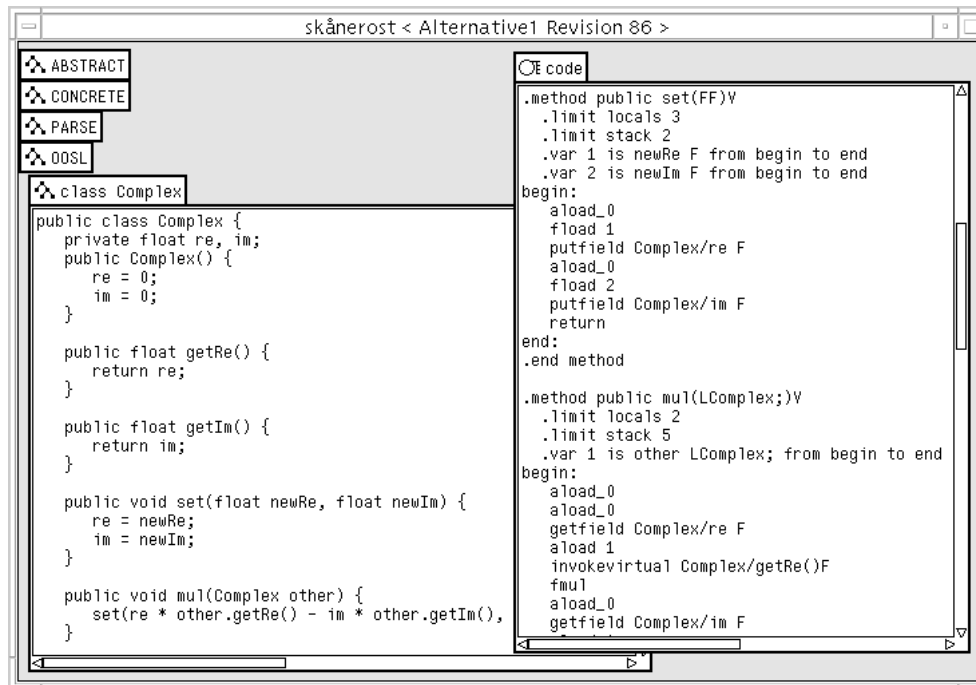 skånerost < Alternative1 Revision 86 >
ABSTRACT
CONCRETE
PARSE
OOSL
class Complex
public class Complex {
private float re, im;
public Complex() {
re = 0;
im = 0;
}
public float getRe() {
return re;
}
public float getIm() {
return im;
}
public void set(float newRe, float newIm) {
re = newRe;
im = newIm;
}
public void mul(Complex other) {
set(re * other.getRe() - im * other.getIm(),
}
code
.method public set(FF)V
.limit locals 3
.limit stack 2
.var 1 is newRe F from begin to end
.var 2 is newIm F from begin to end
begin:
aload_0
fload 1
putfield Complex/re F
aload_0
fload 2
putfield Complex/im F
return
end:
.end method
.method public mul(LComplex;)V
.limit locals 2
.limit stack 5
.var 1 is other LComplex; from begin to end
begin:
aload_0
aload_0
getfield Complex/re F
aload 1
invokevirtual Complex/getRe()F
fmul
aload_0
getfield Complex/im F